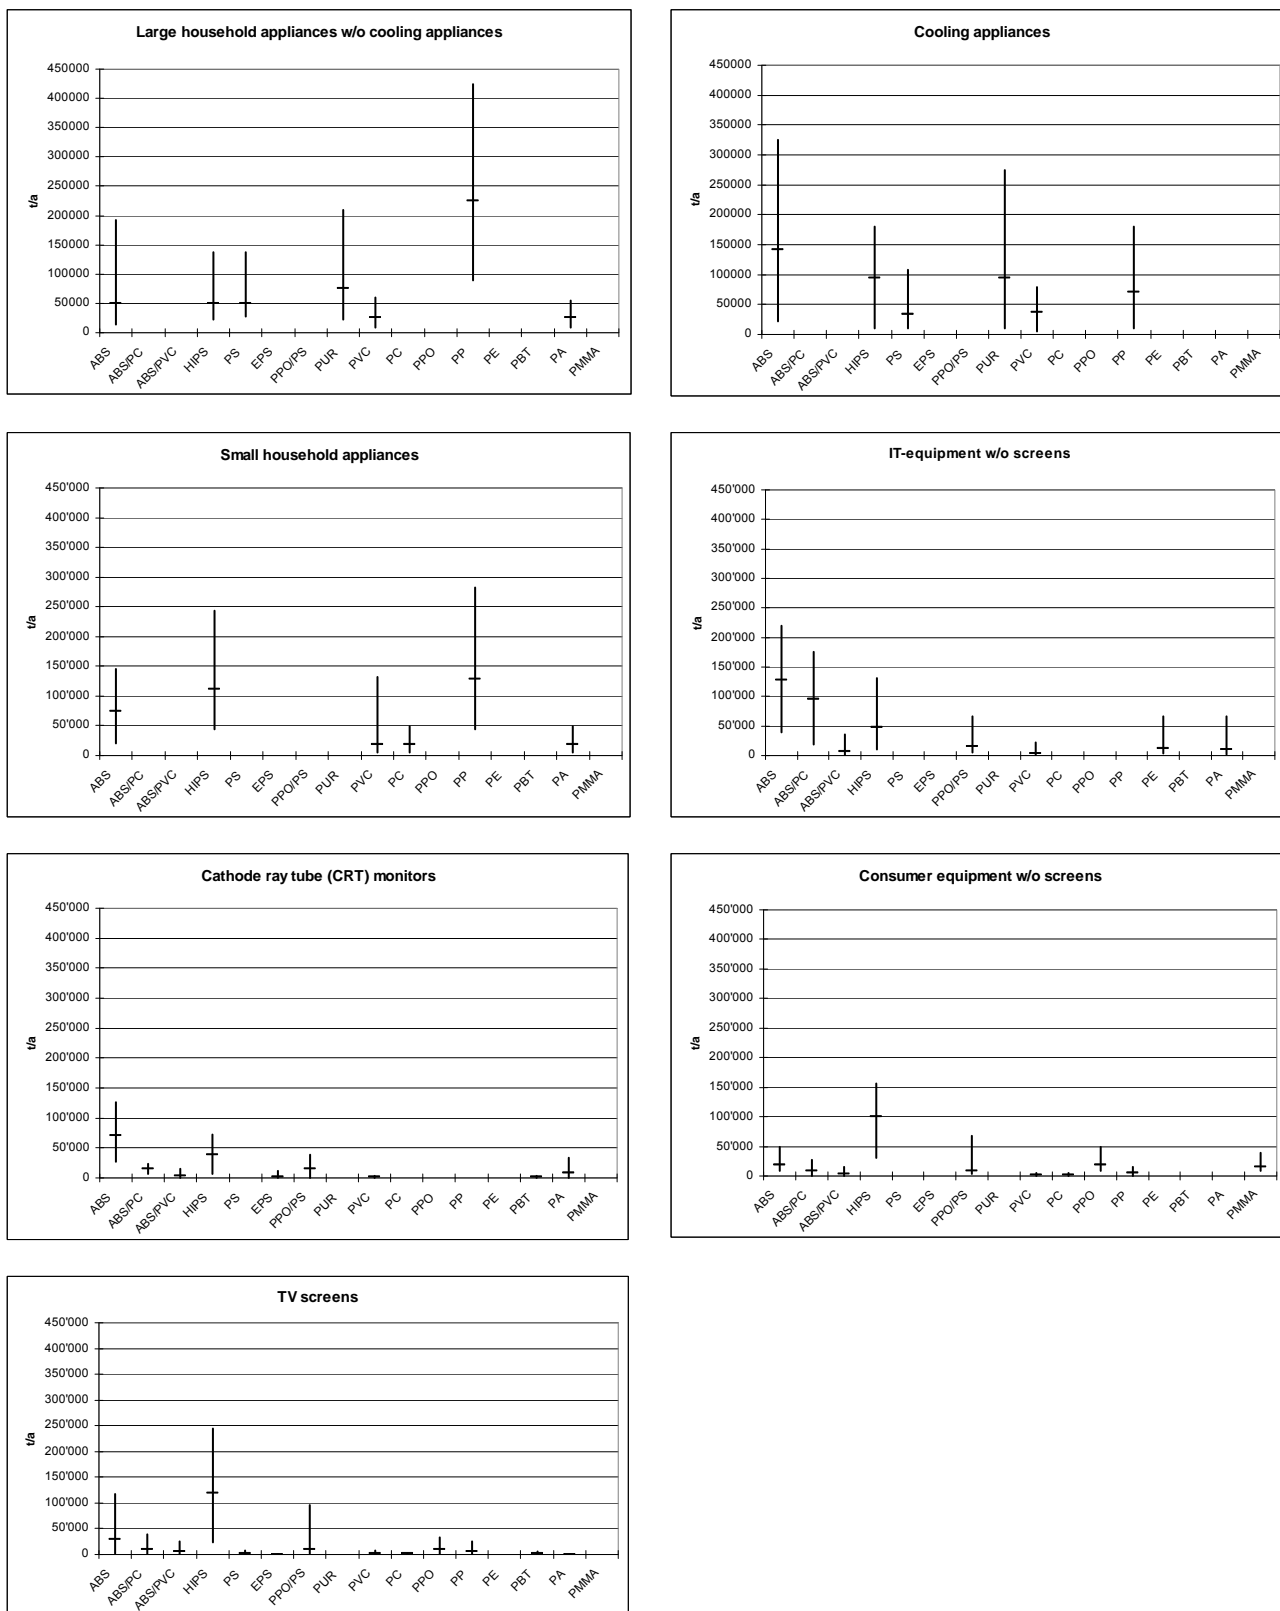 Large household appliances w/o cooling appliances
450000
400000
350000
300000
250000
200000
150000
100000
50000
0
t/a
ABS
ABS/PC
ABS/PVC
HIPS
PS
EPS
PPO/PS
PUR
PVC
PC
PPO
PP
PE
PBT
PA
PMMA
Cooling appliances
450000
400000
350000
300000
250000
200000
150000
100000
50000
0
t/a
ABS
ABS/PC
ABS/PVC
HIPS
PS
EPS
PPO/PS
PUR
PVC
PC
PPO
PP
PE
PBT
PA
PMMA
Small household appliances
450'000
400'000
350'000
300'000
250'000
200'000
150'000
100'000
50'000
0
t/a
ABS
ABS/PC
ABS/PVC
HIPS
PS
EPS
PPO/PS
PUR
PVC
PC
PPO
PP
PE
PBT
PA
PMMA
IT-equipment w/o screens
450'000
400'000
350'000
300'000
250'000
200'000
150'000
100'000
50'000
0
t/a
ABS
ABS/PC
ABS/PVC
HIPS
PS
EPS
PPO/PS
PUR
PVC
PC
PPO
PP
PE
PBT
PA
PMMA
Cathode ray tube (CRT) monitors
450'000
400'000
350'000
300'000
250'000
200'000
150'000
100'000
50'000
0
t/a
ABS
ABS/PC
ABS/PVC
HIPS
PS
EPS
PPO/PS
PUR
PVC
PC
PPO
PP
PE
PBT
PA
PMMA
Consumer equipment w/o screens
450'000
400'000
350'000
300'000
250'000
200'000
150'000
100'000
50'000
0
t/a
ABS
ABS/PC
ABS/PVC
HIPS
PS
EPS
PPO/PS
PUR
PVC
PC
PPO
PP
PE
PBT
PA
PMMA
TV screens
450'000
400'000
350'000
300'000
250'000
200'000
150'000
100'000
50'000
0
t/a
ABS
ABS/PC
ABS/PVC
HIPS
PS
EPS
PPO/PS
PUR
PVC
PC
PPO
PP
PE
PBT
PA
PMMA